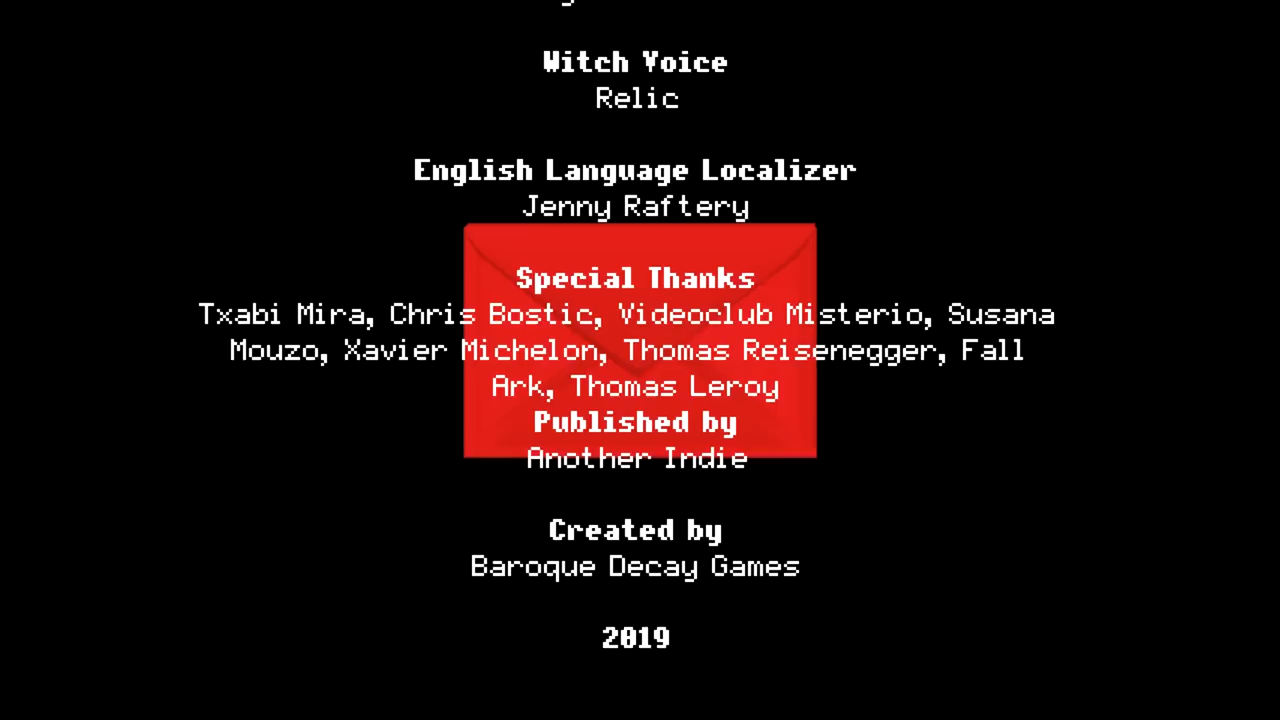 Witch Voice
Relic
English Language Localizer
Jenny Raftery
Special Thanks
Txabi Mira, Chris Bostic, Videoclub Misterio, Susana
Mouzo, Xavier Michelon, Thomas Reisenegger, Fall
Ark, Thomas Leroy
Published by
Another Indie
Created by
Baroque Decay Games
2019